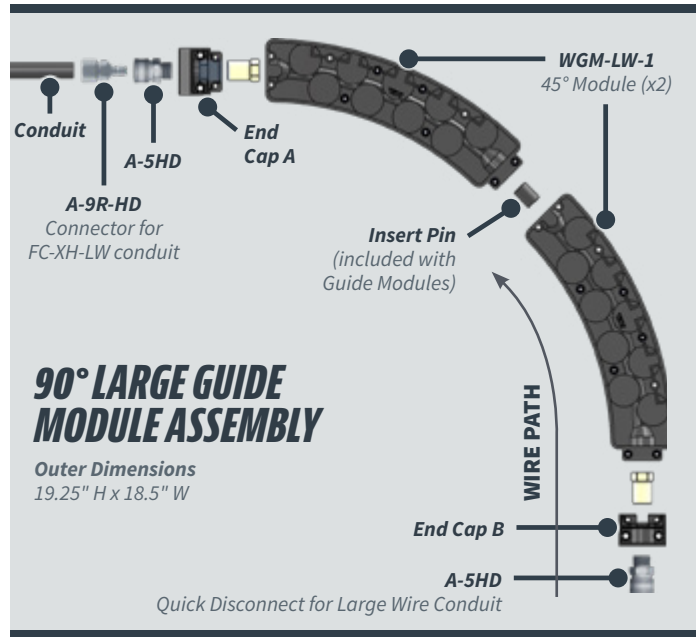 WGM-LW-1
45° Module (x2)
Conduit
A-5HD
End
Cap A
A-9R-HD
Connector for
FC-XH-LW conduit
Insert Pin
(included with
Guide Modules)
90° LARGE GUIDE
MODULE ASSEMBLY
Outer Dimensions
19.25" H x 18.5" W
WIRE PATH
End Cap B
A-5HD
Quick Disconnect for Large Wire Conduit